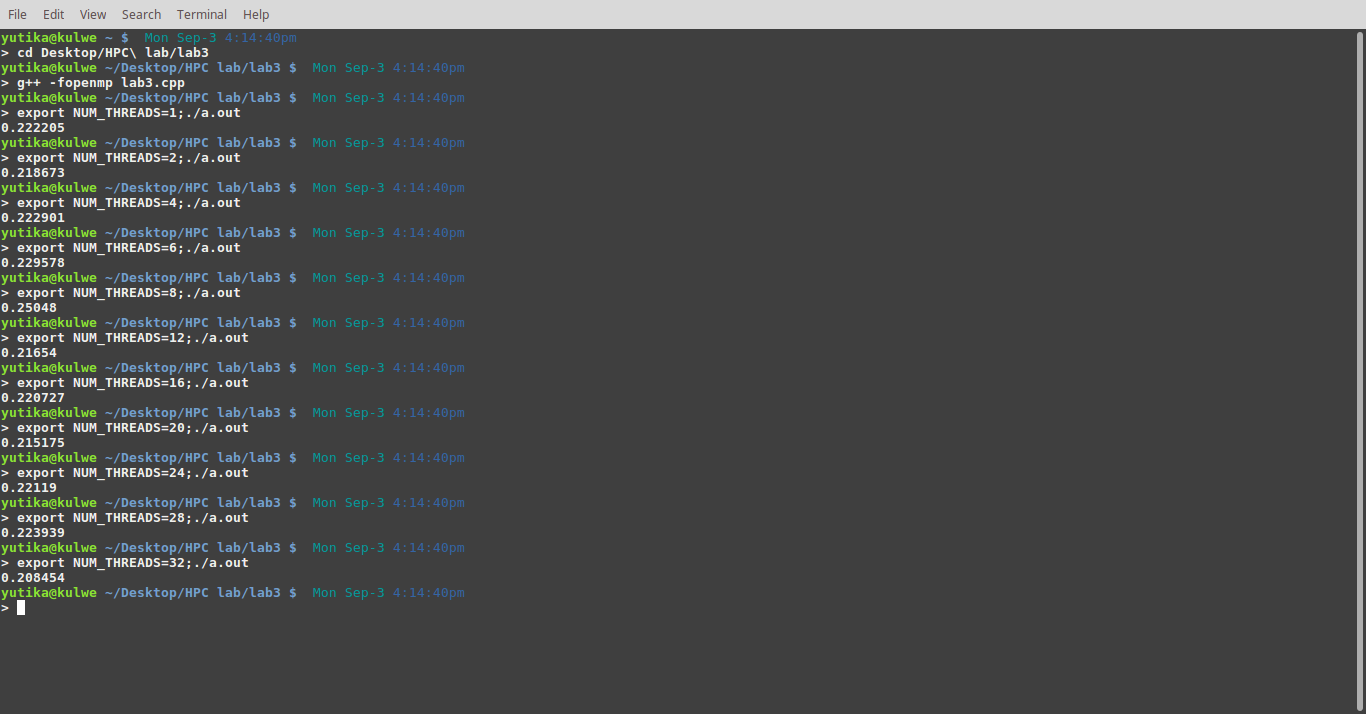 File Edit View Search Terminal Help
yutika@kulwe ~ $  Mon Sep-3 4:14:40pm
> cd Desktop/HPC\ lab/lab3
yutika@kulwe ~/Desktop/HPC lab/lab3 $  Mon Sep-3 4:14:40pm
> g++ -fopenmp lab3.cpp
yutika@kulwe ~/Desktop/HPC lab/lab3 $  Mon Sep-3 4:14:40pm
> export NUM_THREADS=1;./a.out
0.222205
yutika@kulwe ~/Desktop/HPC lab/lab3 $  Mon Sep-3 4:14:40pm
> export NUM_THREADS=2;./a.out
0.218673
yutika@kulwe ~/Desktop/HPC lab/lab3 $  Mon Sep-3 4:14:40pm
> export NUM_THREADS=4;./a.out
0.222901
yutika@kulwe ~/Desktop/HPC lab/lab3 $  Mon Sep-3 4:14:40pm
> export NUM_THREADS=6;./a.out
0.229578
yutika@kulwe ~/Desktop/HPC lab/lab3 $  Mon Sep-3 4:14:40pm
> export NUM_THREADS=8;./a.out
0.25048
yutika@kulwe ~/Desktop/HPC lab/lab3 $  Mon Sep-3 4:14:40pm
> export NUM_THREADS=12;./a.out
0.21654
yutika@kulwe ~/Desktop/HPC lab/lab3 $  Mon Sep-3 4:14:40pm
> export NUM_THREADS=16;./a.out
0.220727
yutika@kulwe ~/Desktop/HPC lab/lab3 $  Mon Sep-3 4:14:40pm
> export NUM_THREADS=20;./a.out
0.215175
yutika@kulwe ~/Desktop/HPC lab/lab3 $  Mon Sep-3 4:14:40pm
> export NUM_THREADS=24;./a.out
0.22119
yutika@kulwe ~/Desktop/HPC lab/lab3 $  Mon Sep-3 4:14:40pm
> export NUM_THREADS=28;./a.out
0.223939
yutika@kulwe ~/Desktop/HPC lab/lab3 $  Mon Sep-3 4:14:40pm
> export NUM_THREADS=32;./a.out
0.208454
yutika@kulwe ~/Desktop/HPC lab/lab3 $  Mon Sep-3 4:14:40pm
>